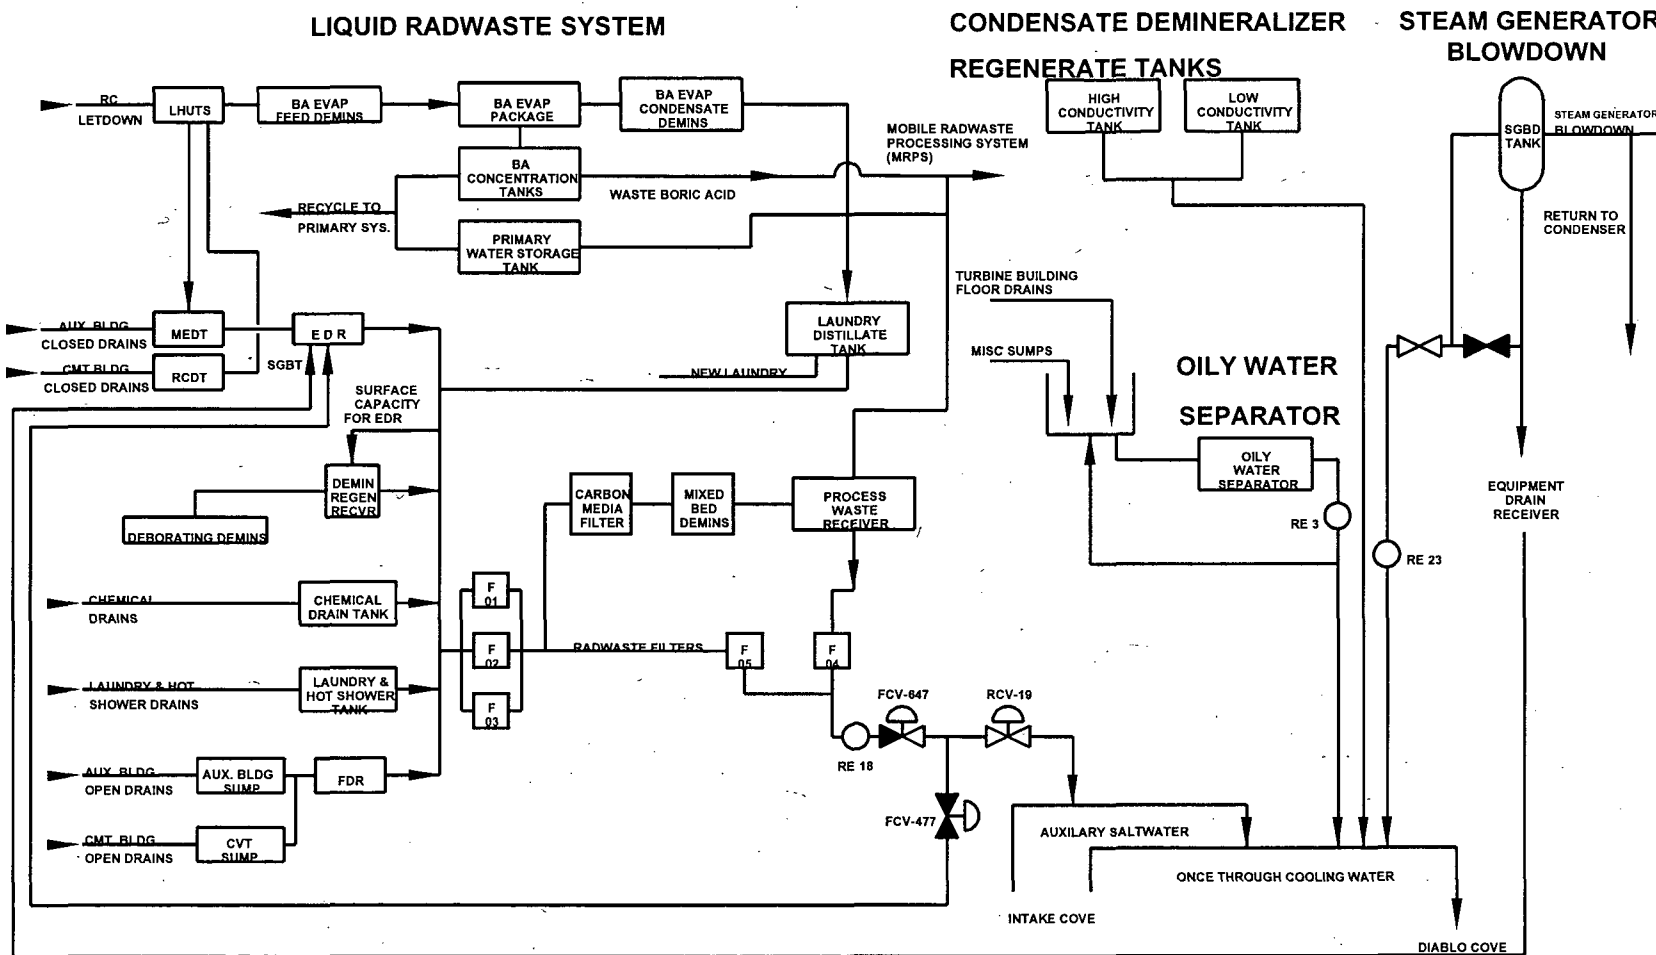 LIQUID RADWASTE SYSTEM
CONDENSATE DEMINERALIZER
REGENERATE TANKS
STEAM GENERATOR
BLOWDOWN
RC
LETDOWN
LHUTS
BA EVAP
FEED DEMINS
BA EVAP
PACKAGE
BA EVAP
CONDENSATE
DEMINS
MOBILE RADWASTE
PROCESSING SYSTEM
(MRPS)
HIGH
CONDUCTIVITY
TANK
LOW
CONDUCTIVITY
TANK
SGBD
TANK
STEAM GENERATOR
BLOWDOWN
BA
CONCENTRATION
TANKS
WASTE BORIC ACID
RECYCLE TO
PRIMARY SYS.
PRIMARY
WATER STORAGE
TANK
RETURN TO
CONDENSER
TURBINE BUILDING
FLOOR DRAINS
AUX. BLDG
CLOSED DRAINS
MEDT
E D R
LAUNDRY
DISTILLATE
TANK
MISC SUMPS
CMT BLDG
CLOSED DRAINS
RCDT
SGBT
NEW LAUNDRY
OILY WATER
SEPARATOR
SURFACE
CAPACITY
FOR EDR
OILY
WATER
SEPARATOR
DEMIN
REGEN
RECVR
CARBON
MEDIA
FILTER
MIXED
BED
DEMINS
PROCESS
WASTE
RECEIVER
EQUIPMENT
DRAIN
RECEIVER
DEBORATING DEMINS
RE 3
RE 23
CHEMICAL
DRAINS
CHEMICAL
DRAIN TANK
F
01
F
02
F
03
RADWASTE FILTERS
F
05
F
04
LAUNDRY & HOT
SHOWER DRAINS
LAUNDRY &
HOT SHOWER
TANK
FCV-647
RCV-19
RE 18
AUX. BLDG
OPEN DRAINS
AUX. BLDG
SUMP
FDR
FCV-477
AUXILARY SALTWATER
CMT. BLDG
OPEN DRAINS
CVT
SUMP
ONCE THROUGH COOLING WATER
INTAKE COVE
DIABLO COVE